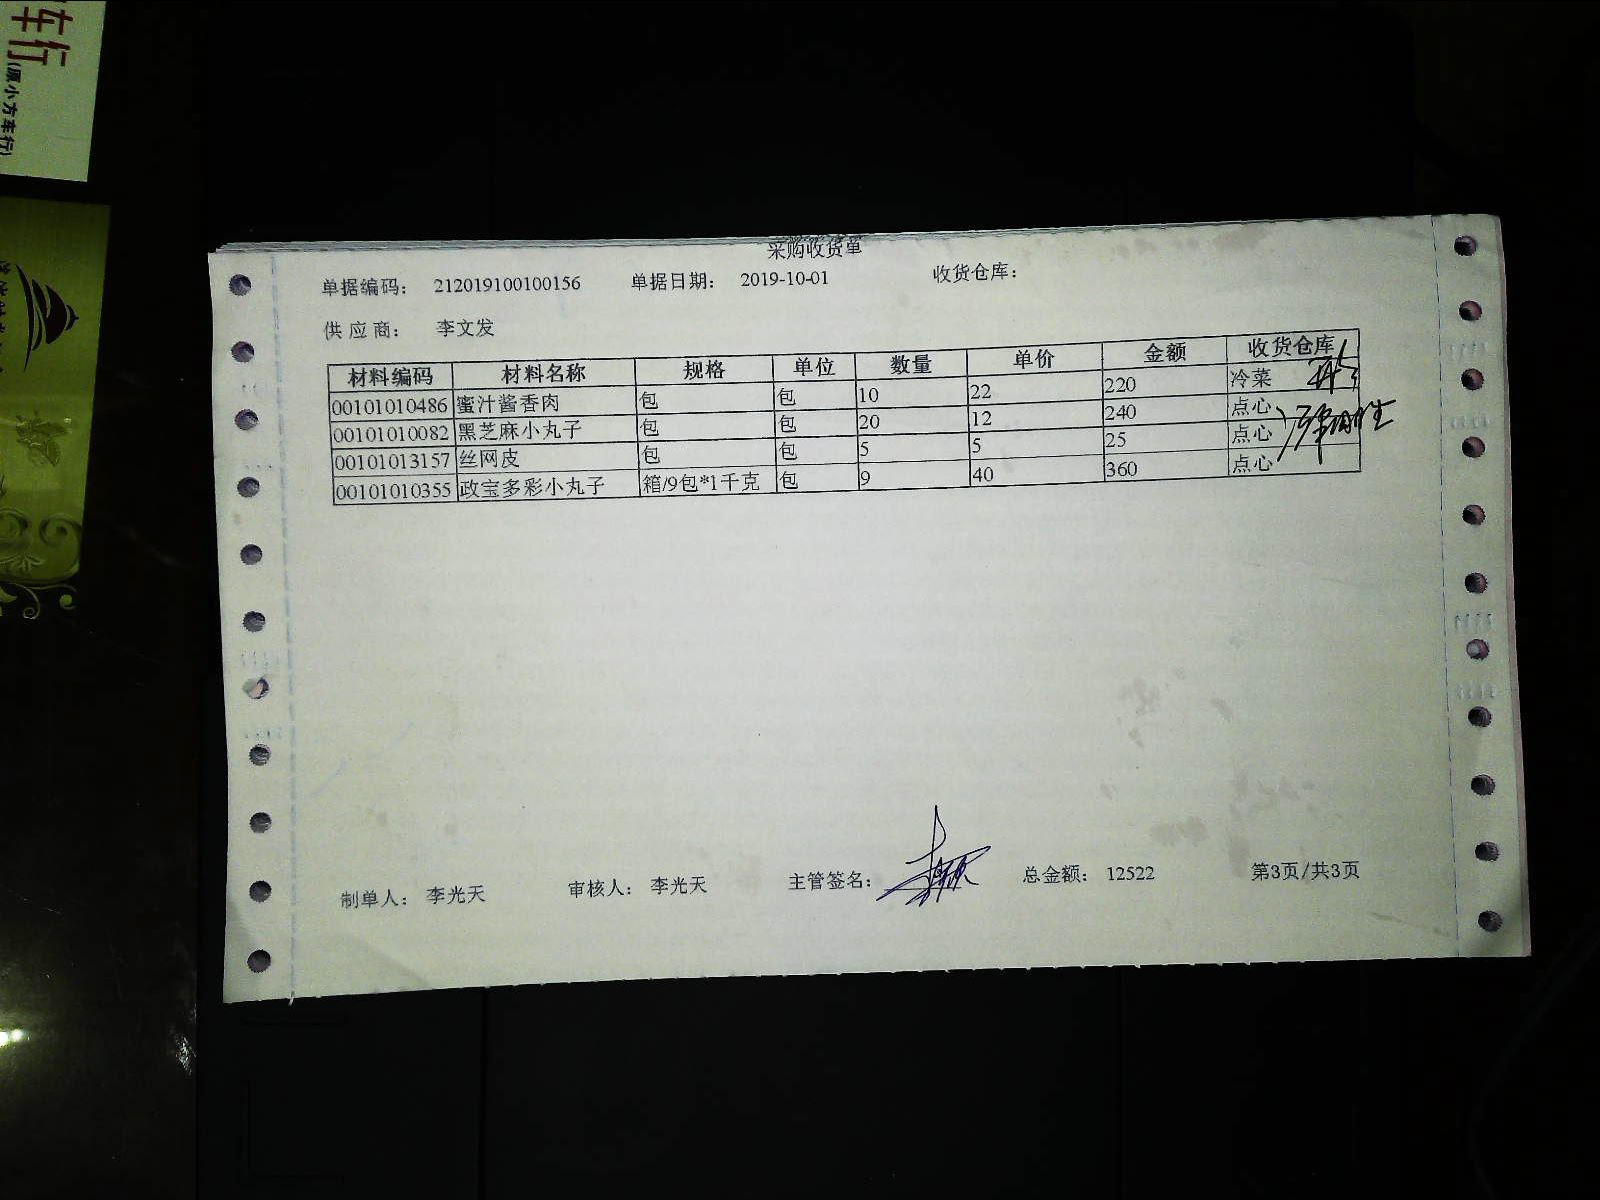 车行
(原小方车行)
采购收货单
单据编码： 212019100100156 单据日期： 2019-10-01 收货仓库：
供应商： 李文发
材料编码 材料名称 规格 单位 数量 单价 金额 收货仓库
00101010486 蜜汁酱香肉 包 包 10 22 220 冷菜
00101010082 黑芝麻小丸子 包 包 20 12 240 点心
00101013157 丝网皮 包 包 5 5 25 点心
00101010355 政宝多彩小丸子 箱/9包*1千克 包 9 40 360 点心
制单人： 李光天 审核人： 李光天 主管签名： 总金额： 12522 第3页/共3页